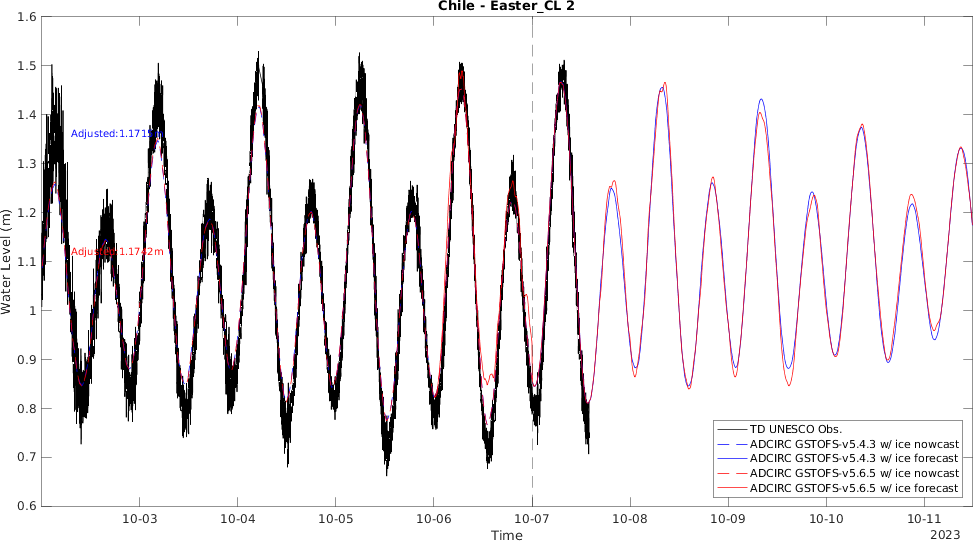 Chile - Easter_CL 2
1.6
1.5
1.4
1.3
1.2
1.1
1
0.9
0.8
0.7
0.6
Water Level (m)
Adjusted:1.1715m
Adjusted:1.1742m
TD UNESCO Obs.
ADCIRC GSTOFS-v5.4.3 w/ ice nowcast
ADCIRC GSTOFS-v5.4.3 w/ ice forecast
ADCIRC GSTOFS-v5.6.5 w/ ice nowcast
ADCIRC GSTOFS-v5.6.5 w/ ice forecast
10-03 10-04 10-05 10-06 10-07 10-08 10-09 10-10 10-11
Time
2023